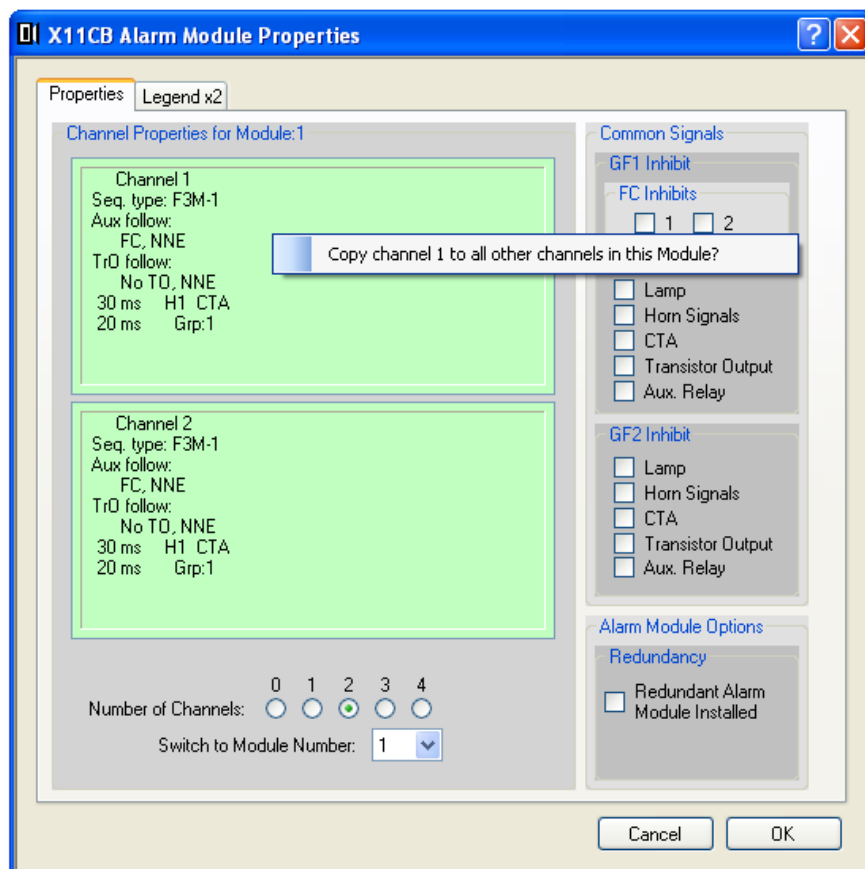 X11CB Alarm Module Properties
Properties
Legend x2
Channel Properties for Module:1
Channel 1
Seq. type: F3M-1
Aux follow:
FC, NNE
TrO follow:
No TO, NNE
30 ms H1 CTA
20 ms Grp:1
Copy channel 1 to all other channels in this Module?
Channel 2
Seq. type: F3M-1
Aux follow:
FC, NNE
TrO follow:
No TO, NNE
30 ms H1 CTA
20 ms Grp:1
0 1 2 3 4
Number of Channels:
Switch to Module Number: 1
Common Signals
GF1 Inhibit
FC Inhibits
1 2
Lamp
Horn Signals
CTA
Transistor Output
Aux. Relay
GF2 Inhibit
Lamp
Horn Signals
CTA
Transistor Output
Aux. Relay
Alarm Module Options
Redundancy
Redundant Alarm
Module Installed
Cancel
OK